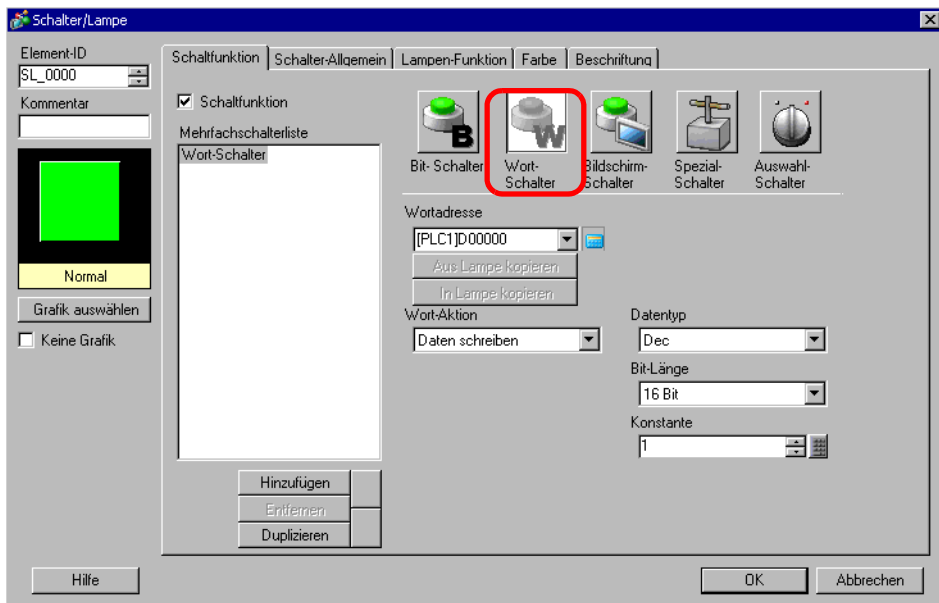 Schalter/Lampe
Element-ID
SL_0000
Kommentar
Normal
Grafik auswählen
Keine Grafik
Schaltfunktion
Schalter-Allgemein
Lampen-Funktion
Farbe
Beschriftung
Schaltfunktion
Mehrfachschalterliste
Wort-Schalter
Hinzufügen
Entfernen
Duplizieren
B
W
Bit- Schalter
Wort-
Schalter
Bildschirm-
Schalter
Spezial-
Schalter
Auswahl-
Schalter
Wortadresse
[PLC1]D00000
Aus Lampe kopieren
In Lampe kopieren
Wort-Aktion
Daten schreiben
Datentyp
Dec
Bit-Länge
16 Bit
Konstante
1
Hilfe
OK
Abbrechen